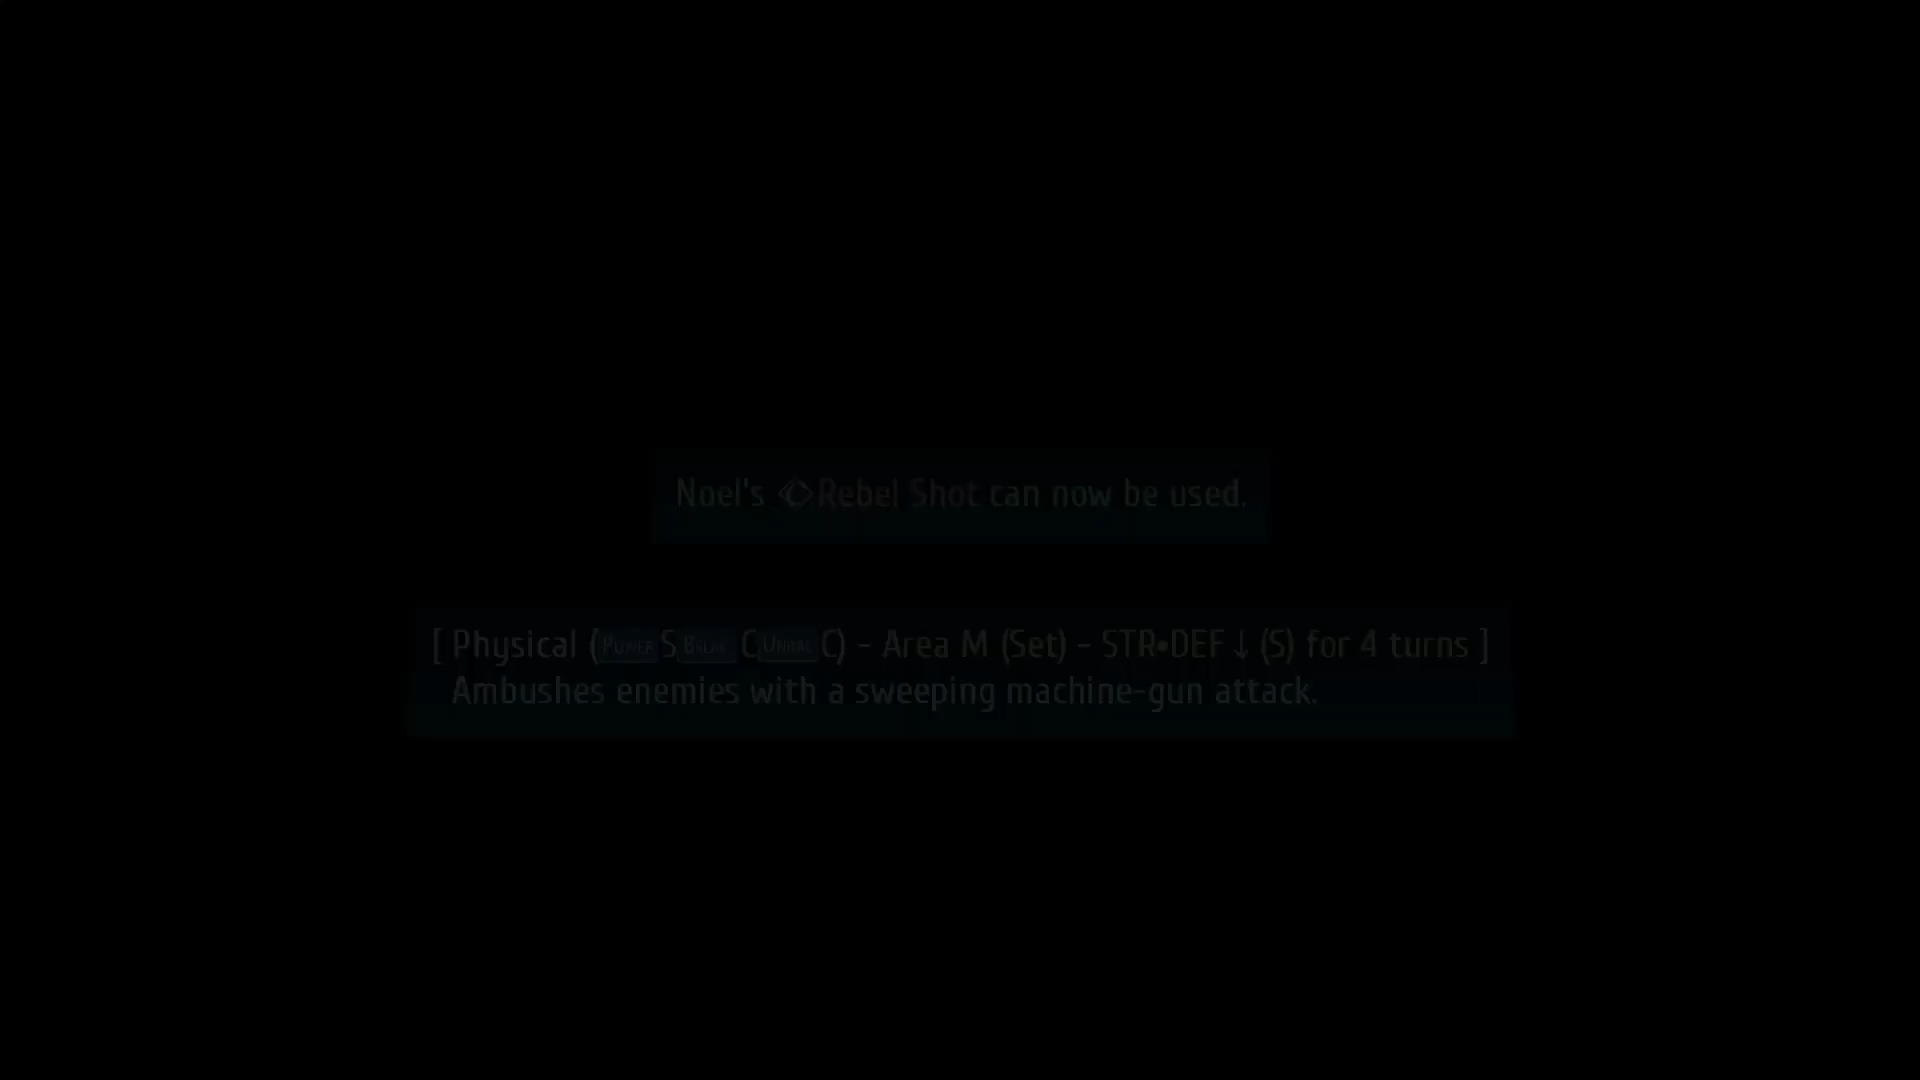 Noel's Rebel Shot can now be used.
[ Physical (POWER S BREAK C UNBAL C) - Area M (Set) - STR•DEF↓ (S) for 4 turns ]
Ambushes enemies with a sweeping machine-gun attack.